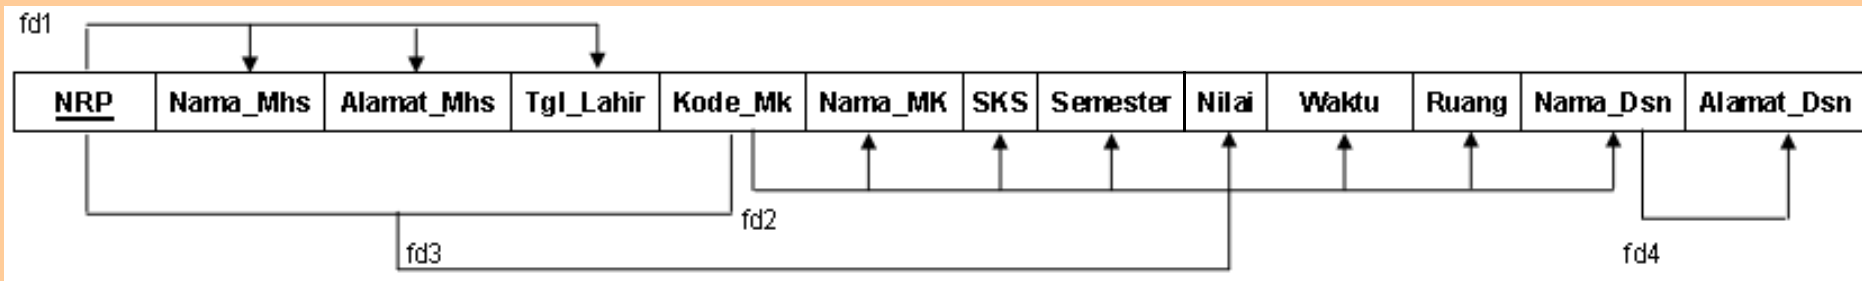 fd1
NRP Nama_Mhs Alamat_Mhs Tgl_Lahir Kode_Mk Nama_MK SKS Semester Nilai Waktu Ruang Nama_Dsn Alamat_Dsn
fd2
fd3
fd4